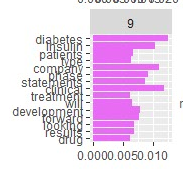 9
diabetes
insulin
patients
type
company
phase
statements
clinical
treatment
will
development
forward
looking
results
drug
0.000 0.005 0.010